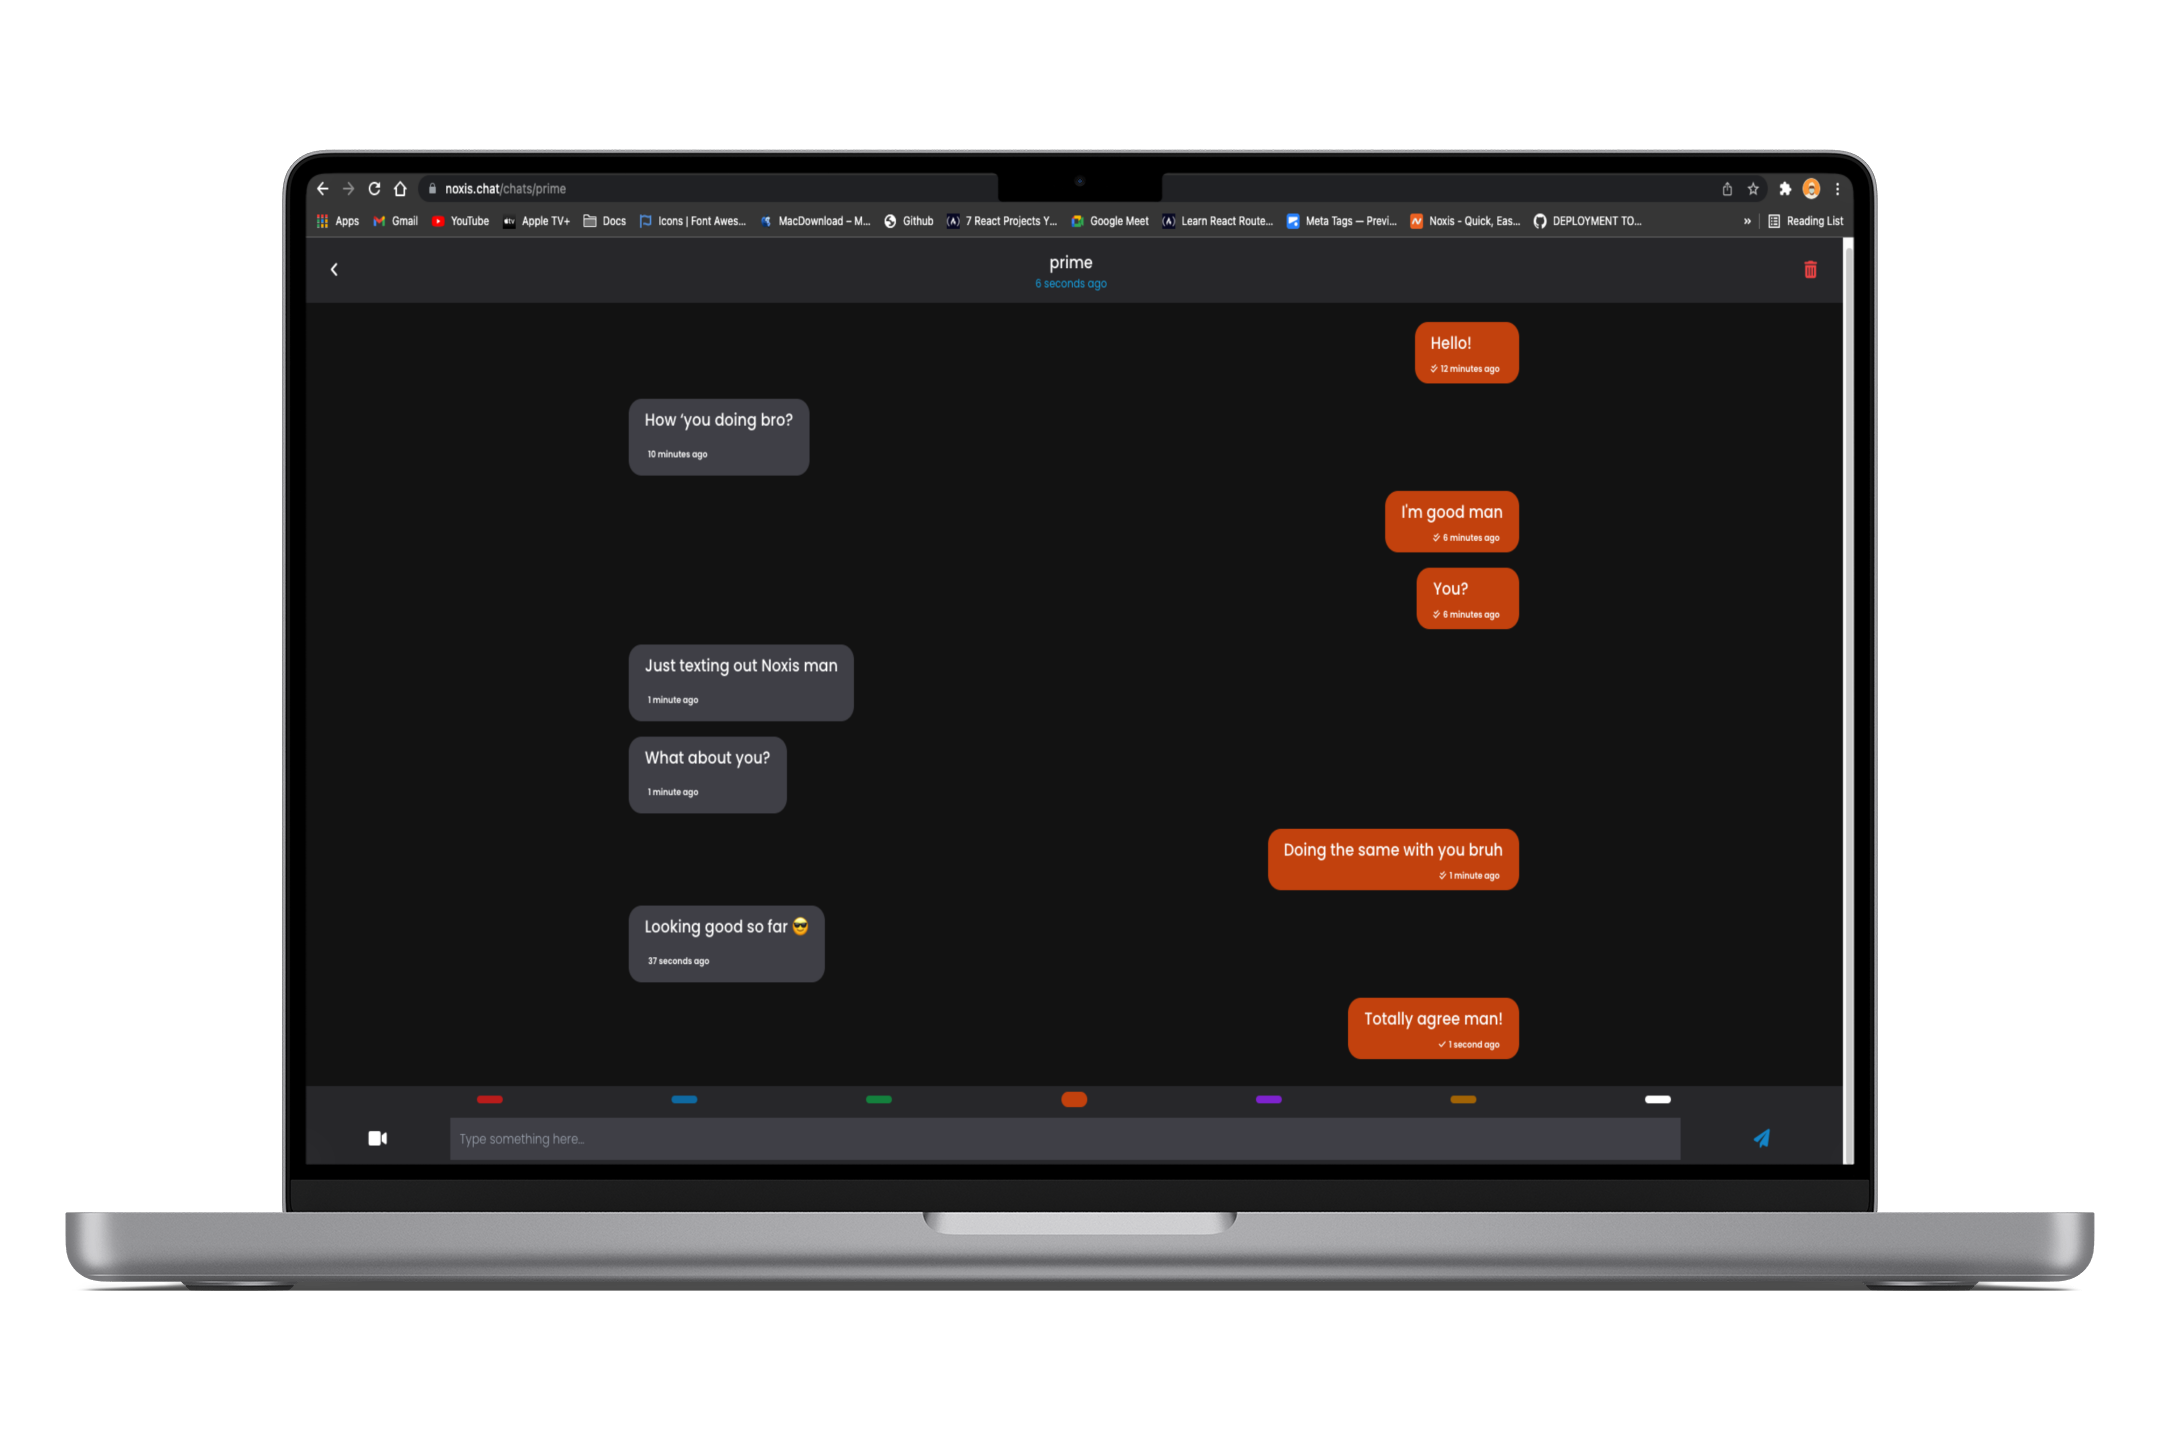 noxis.chat/chats/prime
Apps Gmail YouTube Apple TV+ Docs Icons | Font Awes... MacDownload – M... Github 7 React Projects Y... Google Meet Learn React Route... Meta Tags — Previ... Noxis - Quick, Eas... DEPLOYMENT TO... » Reading List
prime
6 seconds ago
Hello!
12 minutes ago
How ‘you doing bro?
10 minutes ago
I'm good man
6 minutes ago
You?
6 minutes ago
Just texting out Noxis man
1 minute ago
What about you?
1 minute ago
Doing the same with you bruh
1 minute ago
Looking good so far 😎
37 seconds ago
Totally agree man!
1 second ago
Type something here...